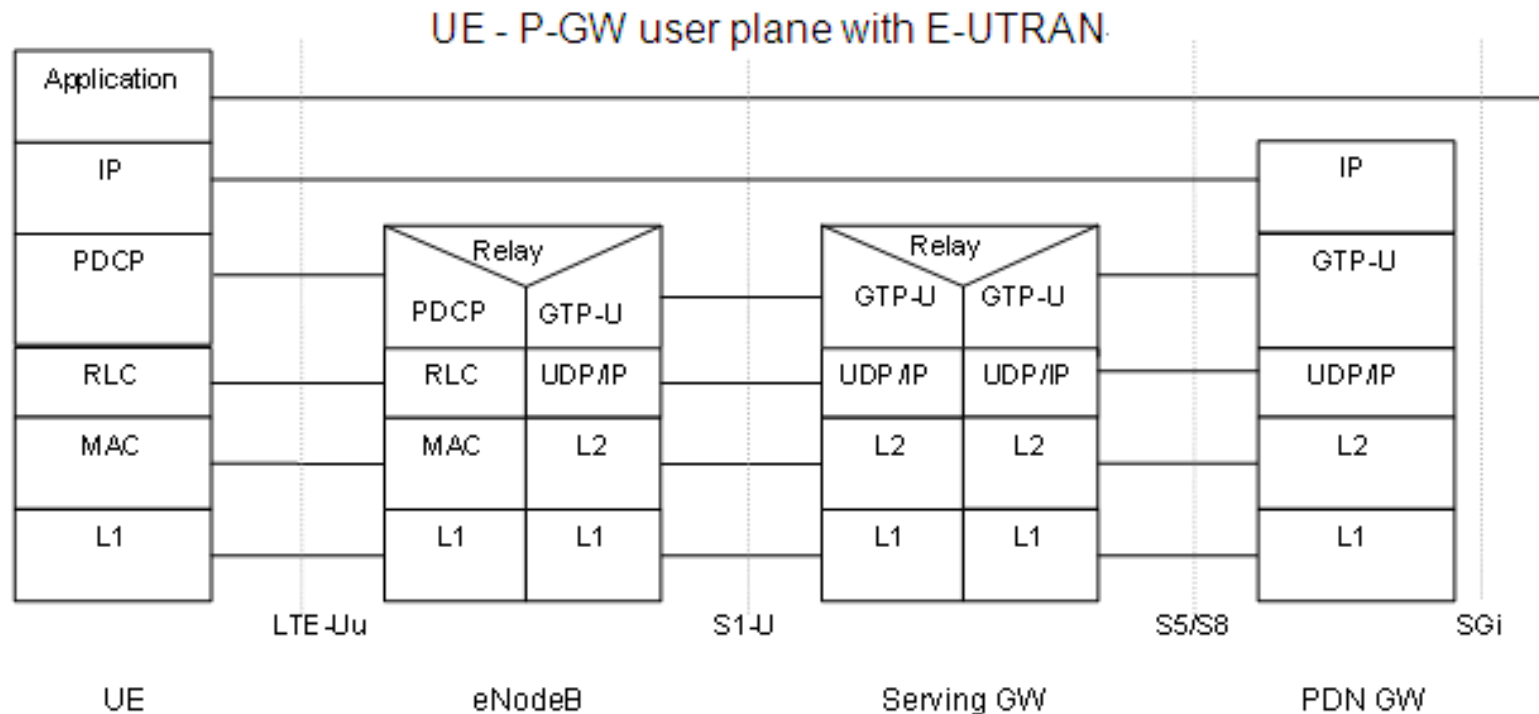 UE - P-GW user plane with E-UTRAN
Application
IP
IP
PDCP
Relay
Relay
GTP-U
PDCP
GTP-U
GTP-U
GTP-U
RLC
RLC
UDP/IP
UDP/IP
UDP/IP
UDP/IP
MAC
MAC
L2
L2
L2
L2
L1
L1
L1
L1
L1
L1
LTE-Uu
S1-U
S5/S8
SGi
UE
eNodeB
Serving GW
PDN GW